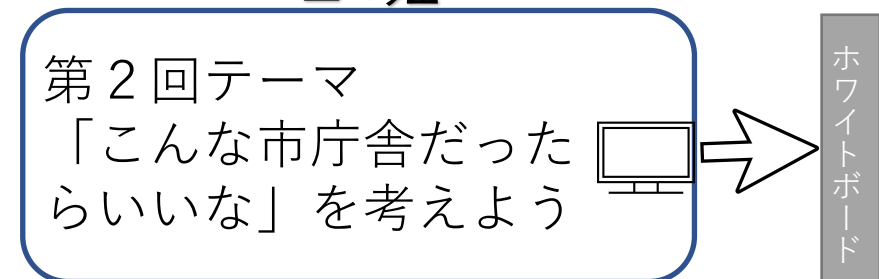 第２回テーマ
「こんな市庁舎だった
らいいな」を考えよう
ホワイトボード